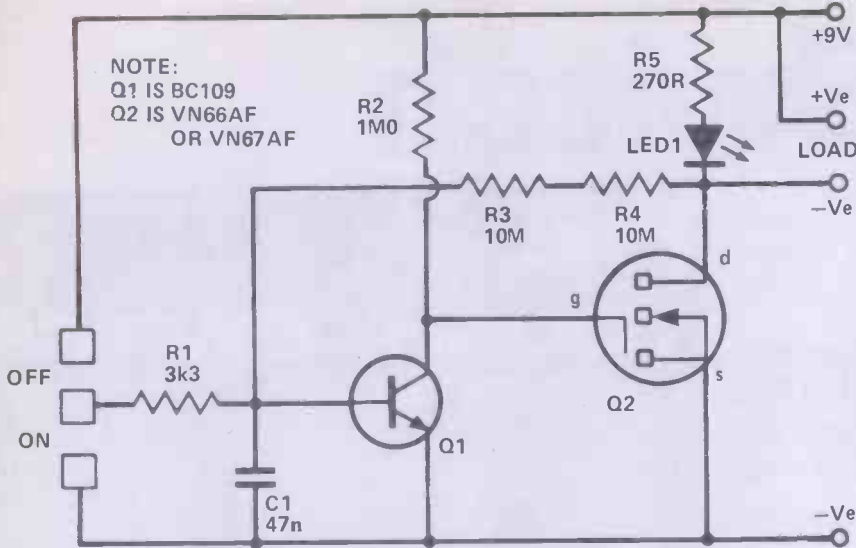 NOTE:
Q1 IS BC109
Q2 IS VN66AF
OR VN67AF
R2
1M0
R5
270R
+9V
+Ve
LED1
LOAD
−Ve
R3
10M
R4
10M
d
g
s
R1
3k3
OFF
ON
Q2
Q1
C1
47n
−Ve